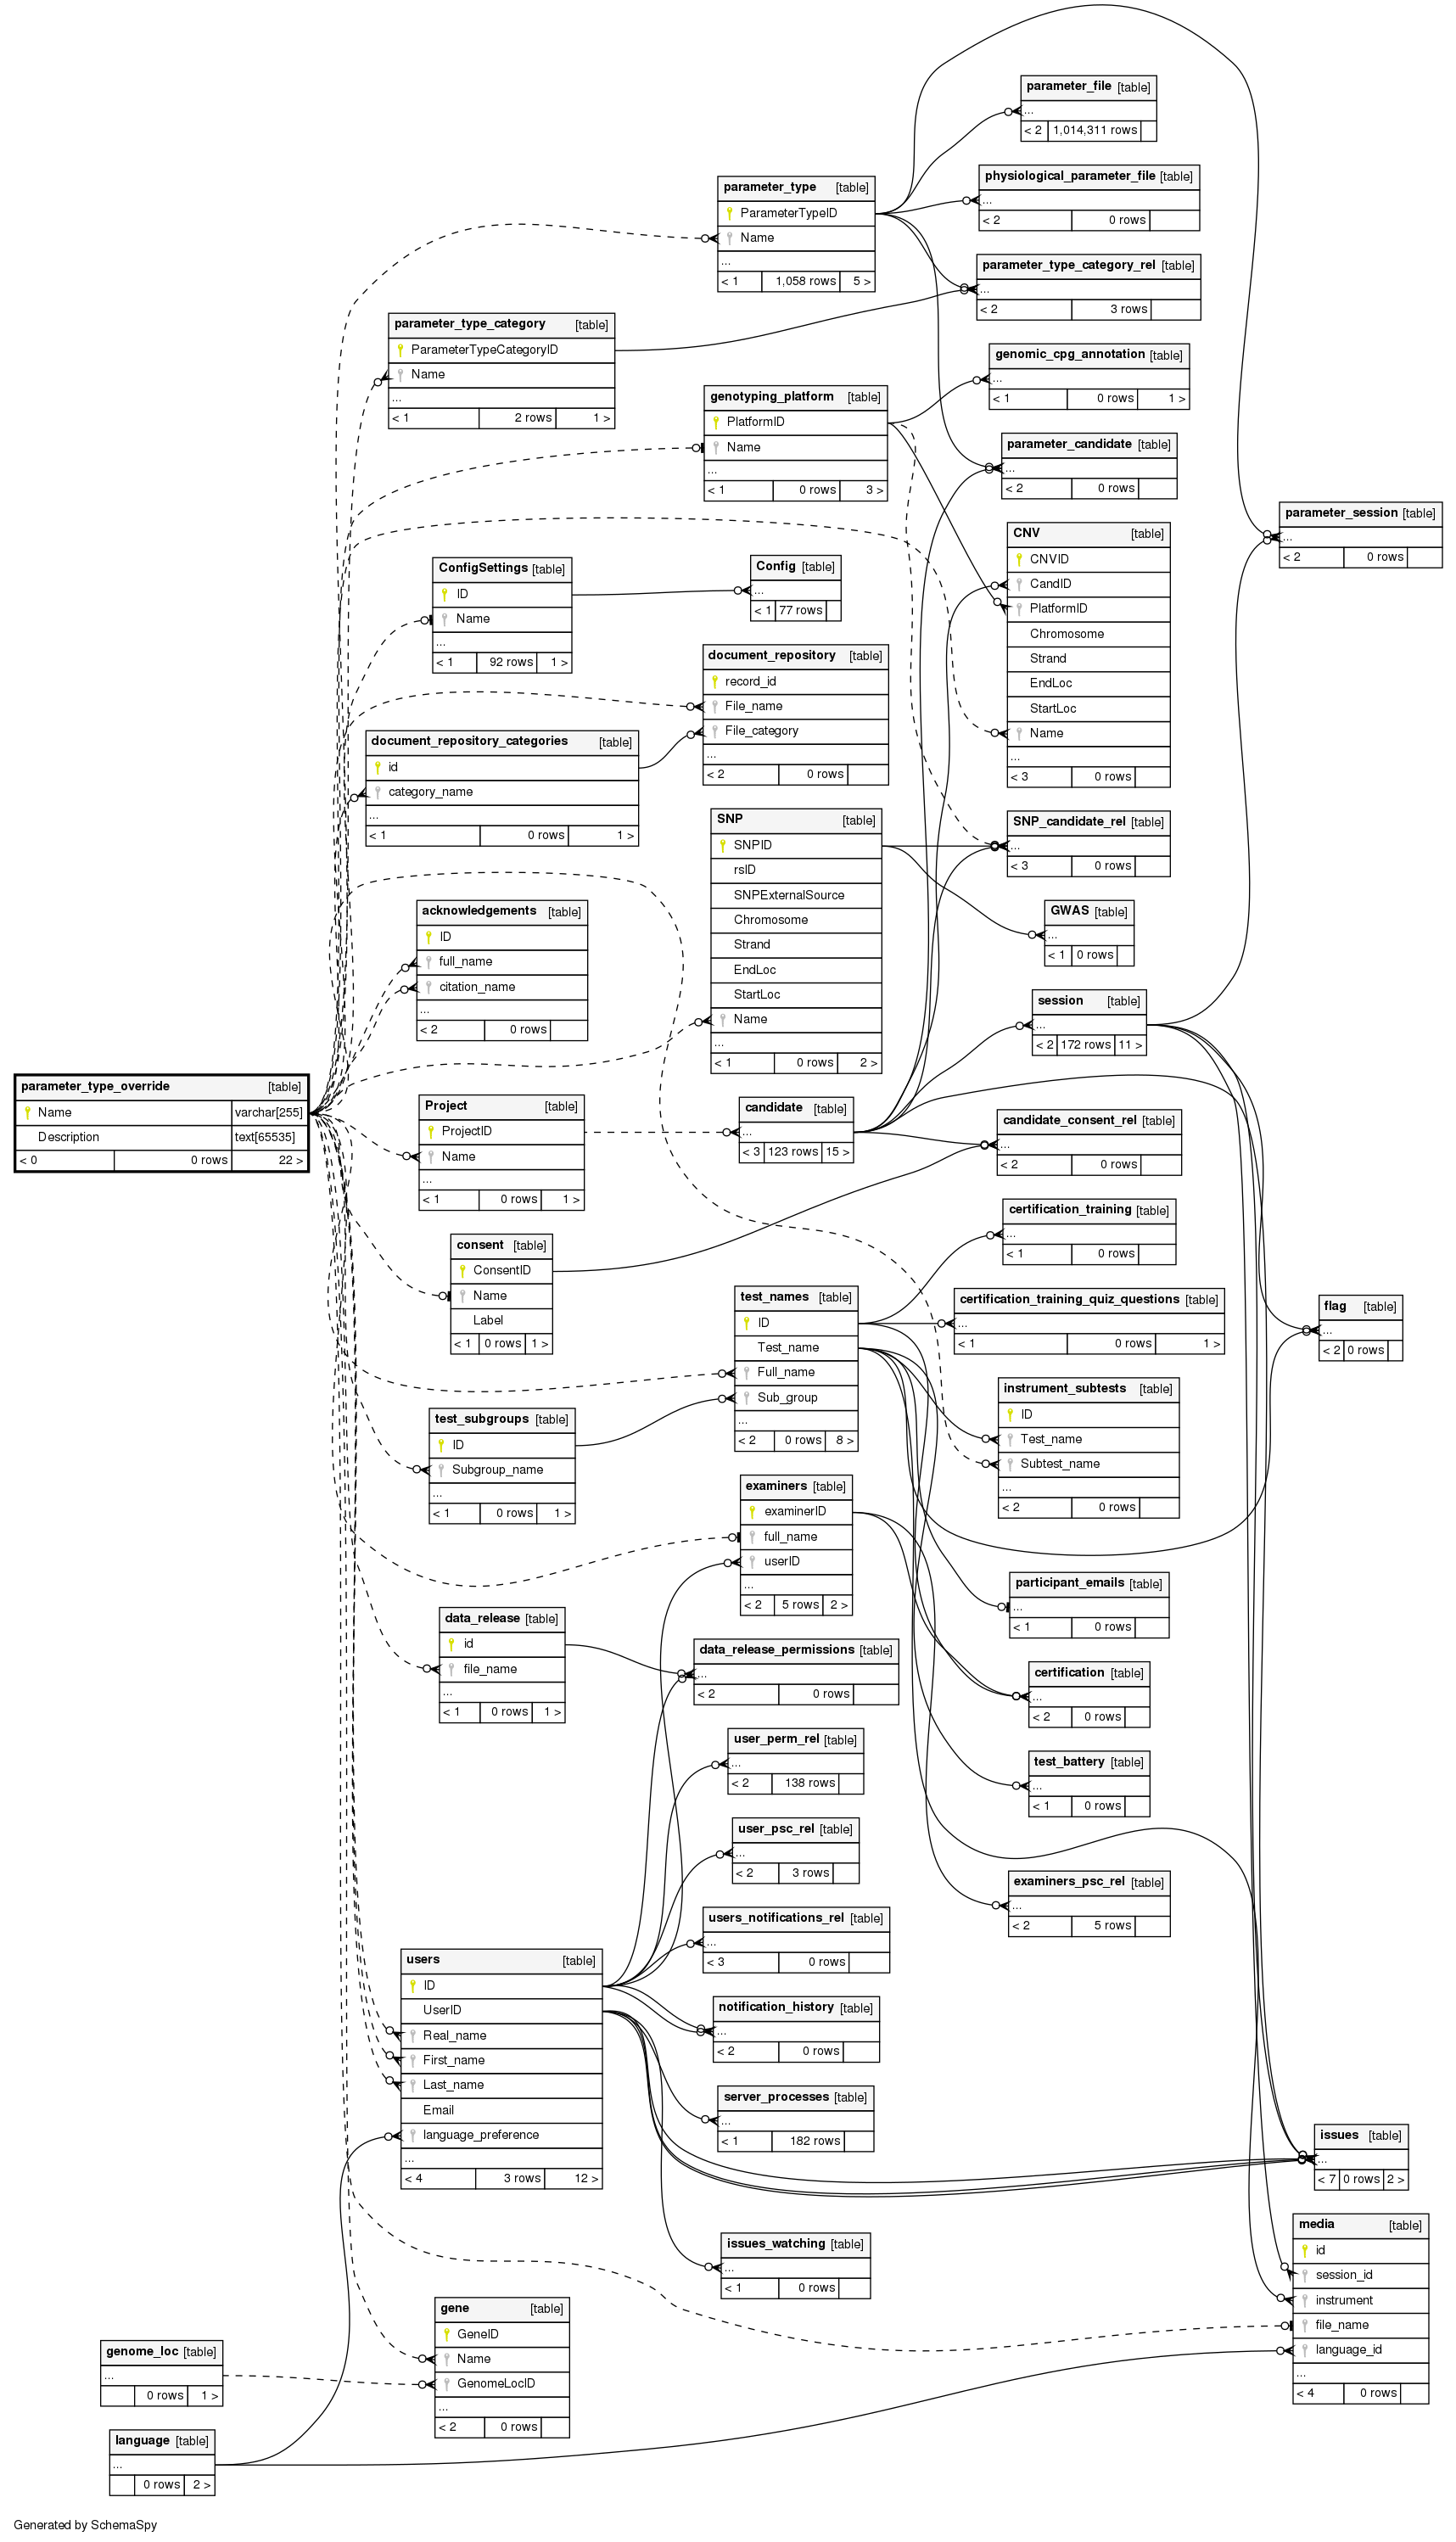 parameter_file [table]
...
< 2 1,014,311 rows
physiological_parameter_file [table]
...
< 2 0 rows
parameter_type [table]
ParameterTypeID
Name
...
< 1 1,058 rows 5 >
parameter_type_category_rel [table]
...
< 2 3 rows
parameter_type_category [table]
ParameterTypeCategoryID
Name
...
< 1 2 rows 1 >
genomic_cpg_annotation [table]
...
< 1 0 rows 1 >
genotyping_platform [table]
PlatformID
Name
...
< 1 0 rows 3 >
parameter_candidate [table]
...
< 2 0 rows
parameter_session [table]
...
< 2 0 rows
CNV [table]
CNVID
CandID
PlatformID
Chromosome
Strand
EndLoc
StartLoc
Name
...
< 3 0 rows
ConfigSettings [table]
ID
Name
...
< 1 92 rows 1 >
Config [table]
...
< 1 77 rows
document_repository [table]
record_id
File_name
File_category
...
< 2 0 rows
document_repository_categories [table]
id
category_name
...
< 1 0 rows 1 >
SNP [table]
SNPID
rsID
SNPExternalSource
Chromosome
Strand
EndLoc
StartLoc
Name
...
< 1 0 rows 2 >
SNP_candidate_rel [table]
...
< 3 0 rows
GWAS [table]
...
< 1 0 rows
acknowledgements [table]
ID
full_name
citation_name
...
< 2 0 rows
session [table]
...
< 2 172 rows 11 >
parameter_type_override [table]
Name varchar[255]
Description text[65535]
< 0 0 rows 22 >
Project [table]
ProjectID
Name
...
< 1 0 rows 1 >
candidate [table]
...
< 3 123 rows 15 >
candidate_consent_rel [table]
...
< 2 0 rows
certification_training [table]
...
< 1 0 rows
consent [table]
ConsentID
Name
Label
< 1 0 rows 1 >
test_names [table]
ID
Test_name
Full_name
Sub_group
...
< 2 0 rows 8 >
certification_training_quiz_questions [table]
...
< 1 0 rows 1 >
flag [table]
...
< 2 0 rows
instrument_subtests [table]
ID
Test_name
Subtest_name
...
< 2 0 rows
test_subgroups [table]
ID
Subgroup_name
...
< 1 0 rows 1 >
examiners [table]
examinerID
full_name
userID
...
< 2 5 rows 2 >
participant_emails [table]
...
< 1 0 rows
data_release [table]
id
file_name
...
< 1 0 rows 1 >
data_release_permissions [table]
...
< 2 0 rows
certification [table]
...
< 2 0 rows
user_perm_rel [table]
...
< 2 138 rows
test_battery [table]
...
< 1 0 rows
user_psc_rel [table]
...
< 2 3 rows
examiners_psc_rel [table]
...
< 2 5 rows
users_notifications_rel [table]
...
< 3 0 rows
users [table]
ID
UserID
Real_name
First_name
Last_name
Email
language_preference
...
< 4 3 rows 12 >
notification_history [table]
...
< 2 0 rows
server_processes [table]
...
< 1 182 rows
issues [table]
...
< 7 0 rows 2 >
issues_watching [table]
...
< 1 0 rows
media [table]
id
session_id
instrument
file_name
language_id
...
< 4 0 rows
gene [table]
GeneID
Name
GenomeLocID
...
< 2 0 rows
genome_loc [table]
...
0 rows 1 >
language [table]
...
0 rows 2 >
Generated by SchemaSpy